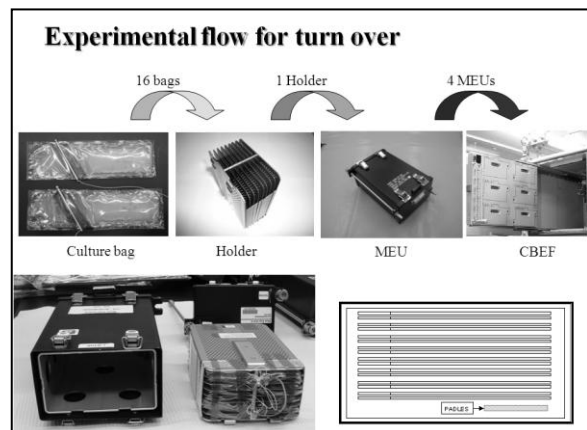 Experimental flow for turn over
16 bags
1 Holder
4 MEUs
Culture bag
Holder
MEU
CBEF
PADLES